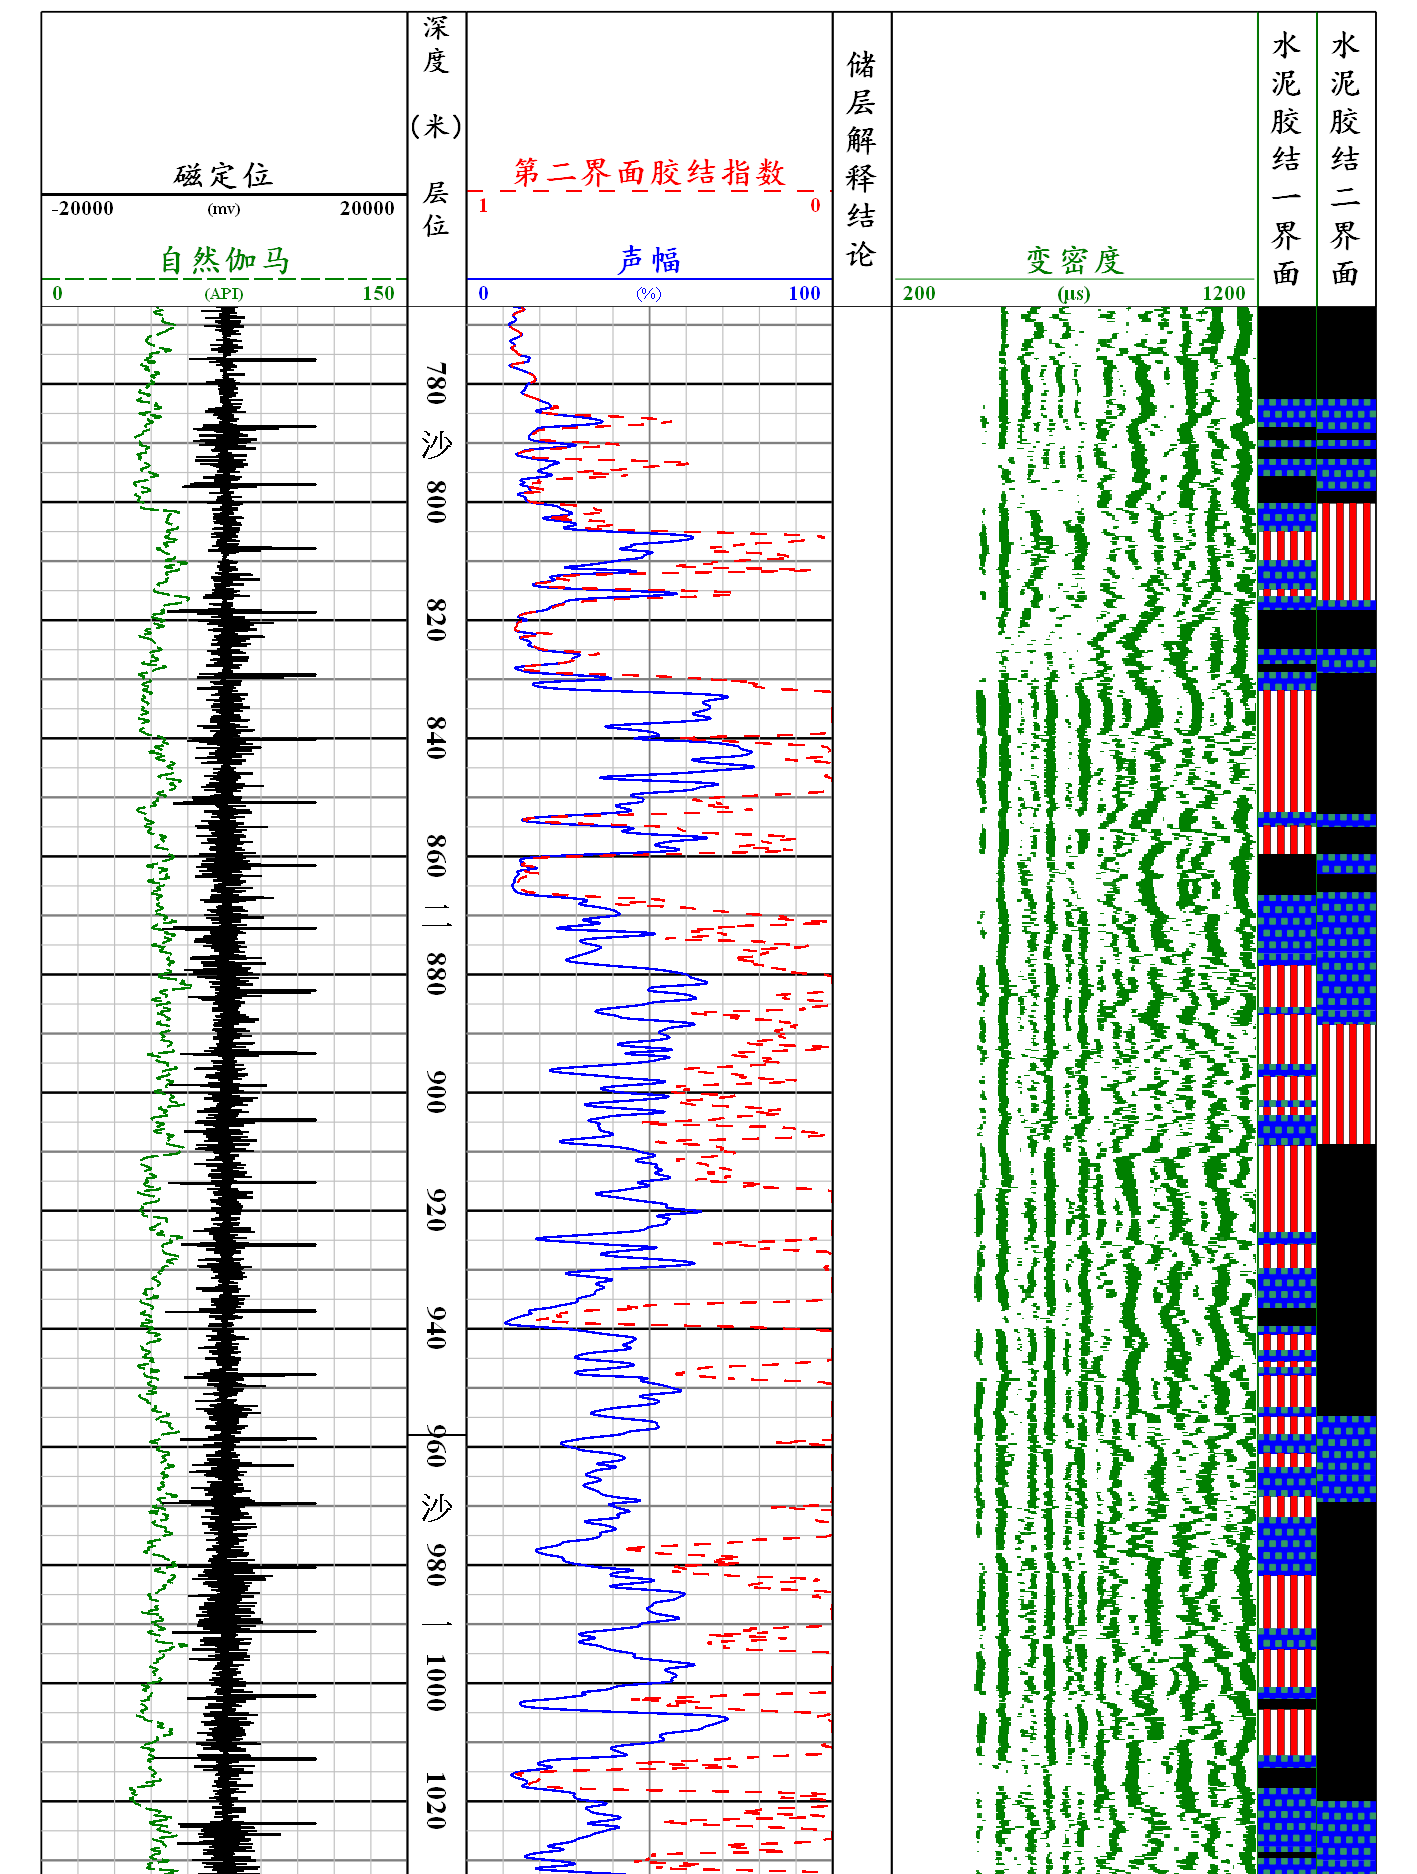 磁定位
-20000 (mv) 20000
自然伽马
0 (API) 150
深度
(米)
层位
第二界面胶结指数
1 0
声幅
0 (%) 100
储层解释结论
变密度
200 (μs) 1200
水泥胶结一界面
水泥胶结二界面
780
沙
800
820
840
860
二
880
900
920
940
960
沙
980
一
1000
1020